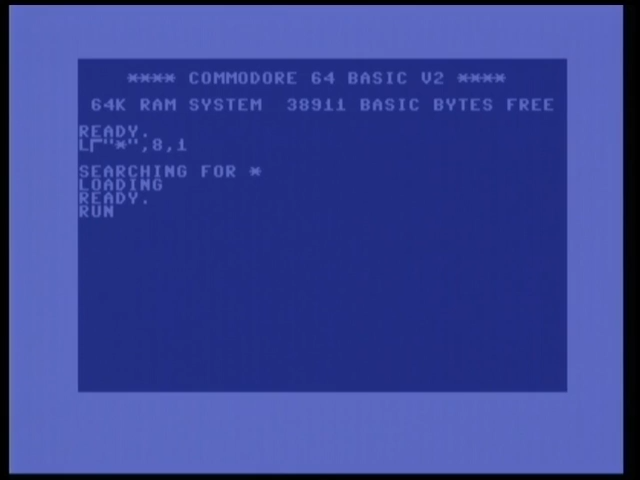 **** COMMODORE 64 BASIC V2 ****
64K RAM SYSTEM  38911 BASIC BYTES FREE
READY.
L┌"*",8,1
SEARCHING FOR *
LOADING
READY.
RUN